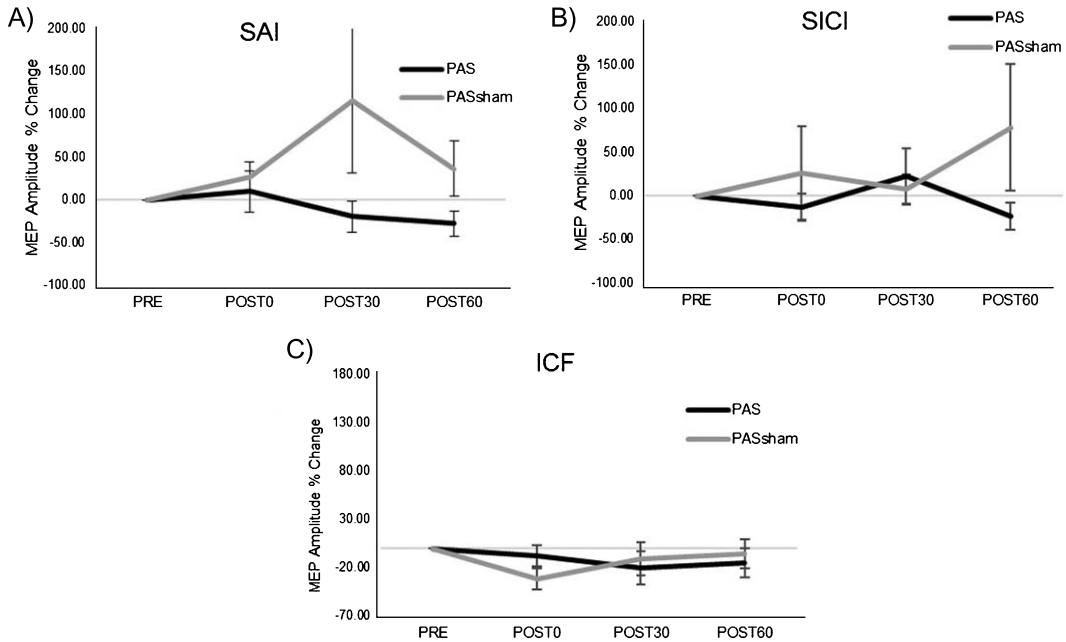 A)
SAI
MEP Amplitude % Change
200.00
150.00
100.00
50.00
0.00
-50.00
-100.00
PAS
PASsham
PRE POST0 POST30 POST60
B)
SICI
MEP Amplitude % Change
200.00
150.00
100.00
50.00
0.00
-50.00
-100.00
PAS
PASsham
PRE POST0 POST30 POST60
C)
ICF
MEP Amplitude % Change
180.00
130.00
80.00
30.00
-20.00
-70.00
PAS
PASsham
PRE POST0 POST30 POST60